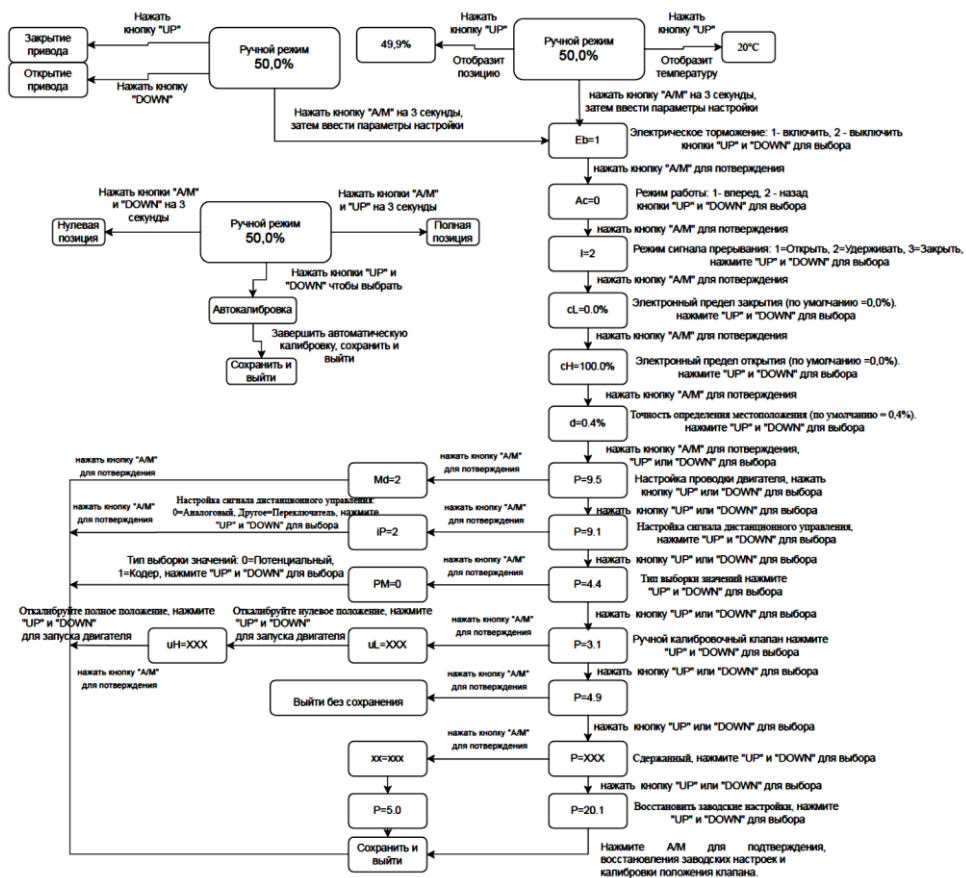 Нажать
кнопку "UP"
Закрытие
привода
Открытие
привода
Нажать кнопку
"DOWN"
Ручной режим
50,0%
Нажать
кнопку "UP"
49,9%
Отобразит
позицию
Ручной режим
50,0%
Нажать
кнопку "UP"
20°C
Отобразит
температуру
Нажать кнопку "A/M" на 3 секунды,
затем ввести параметры настройки
нажать кнопку "A/M" на 3 секунды,
затем ввести параметры настройки
Eb=1
Электрическое торможение: 1- включить, 2 - выключить
кнопки "UP" и "DOWN" для выбора
нажать кнопку "A/M" для потверждения
Ac=0
Режим работы: 1- вперед, 2 - назад
кнопки "UP" и "DOWN" для выбора
нажать кнопку "A/M" для потверждения
I=2
Режим сигнала прерывания: 1=Открыть, 2=Удерживать, 3=Закрыть,
нажмите "UP" и "DOWN" для выбора
нажать кнопку "A/M" для потверждения
cL=0.0%
Электронный предел закрытия (по умолчанию =0,0%).
нажмите "UP" и "DOWN" для выбора
нажать кнопку "A/M" для потверждения
cH=100.0%
Электронный предел открытия (по умолчанию =0,0%).
нажмите "UP" и "DOWN" для выбора
нажать кнопку "A/M" для потверждения
d=0.4%
Точность определения местоположения (по умолчанию = 0,4%).
нажмите "UP" и "DOWN" для выбора
нажать кнопку "A/M" для потверждения,
"UP" или "DOWN" для выбора
Нажать кнопки "A/M"
и "DOWN" на 3
секунды
Нажать кнопки "A/M"
и "UP" на 3 секунды
Нулевая
позиция
Ручной режим
50,0%
Полная
позиция
Нажать кнопки "UP" и
"DOWN" чтобы выбрать
Автокалибровка
Завершить автоматическую
калибровку, сохранить и
выйти
Сохранить и
выйти
нажать кнопку "A/M"
для потверждения
Md=2
нажать кнопку "A/M"
для потверждения
P=9.5
Настройка проводки двигателя, нажать
кнопку "UP" или "DOWN" для выбора
нажать кнопку "UP" или "DOWN" для выбора
нажать кнопку "A/M"
для потверждения
Настройка сигнала дистанционного управления:
0=Аналоговый, Другое=Переключатель, нажмите
"UP" и "DOWN" для выбора
iP=2
нажать кнопку "A/M"
для потверждения
P=9.1
Настройка сигнала дистанционного управления,
нажмите "UP" и "DOWN" для выбора
нажать кнопку "UP" или "DOWN" для выбора
Тип выборки значений: 0=Потенциальный,
1=Кодер, нажмите "UP" и "DOWN" для выбора
PM=0
нажать кнопку "A/M"
для потверждения
P=4.4
Тип выборки значений нажмите
"UP" и "DOWN" для выбора
нажать кнопку "UP" или "DOWN" для выбора
Откалибруйте полное положение, нажмите
"UP" и "DOWN"
для запуска двигателя
uH=XXX
Откалибруйте нулевое положение, нажмите
"UP" и "DOWN"
для запуска двигателя
uL=XXX
нажать кнопку "A/M"
для потверждения
P=3.1
Ручной калибровочный клапан нажмите
"UP" и "DOWN" для выбора
нажать кнопку "UP" или "DOWN" для выбора
нажать кнопку "A/M"
для потверждения
Выйти без сохранения
нажать кнопку "A/M"
для потверждения
P=4.9
нажать кнопку "UP" или "DOWN" для выбора
xx=xxx
нажать кнопку "A/M"
для потверждения
P=XXX
Сдержанный, нажмите "UP" и "DOWN" для выбора
нажать кнопку "UP" или "DOWN" для выбора
P=5.0
P=20.1
Восстановить заводские настройки, нажмите
"UP" и "DOWN" для выбора
Сохранить и
выйти
Нажмите A/M для подтверждения,
восстановления заводских настроек и
калибровки положения клапана.